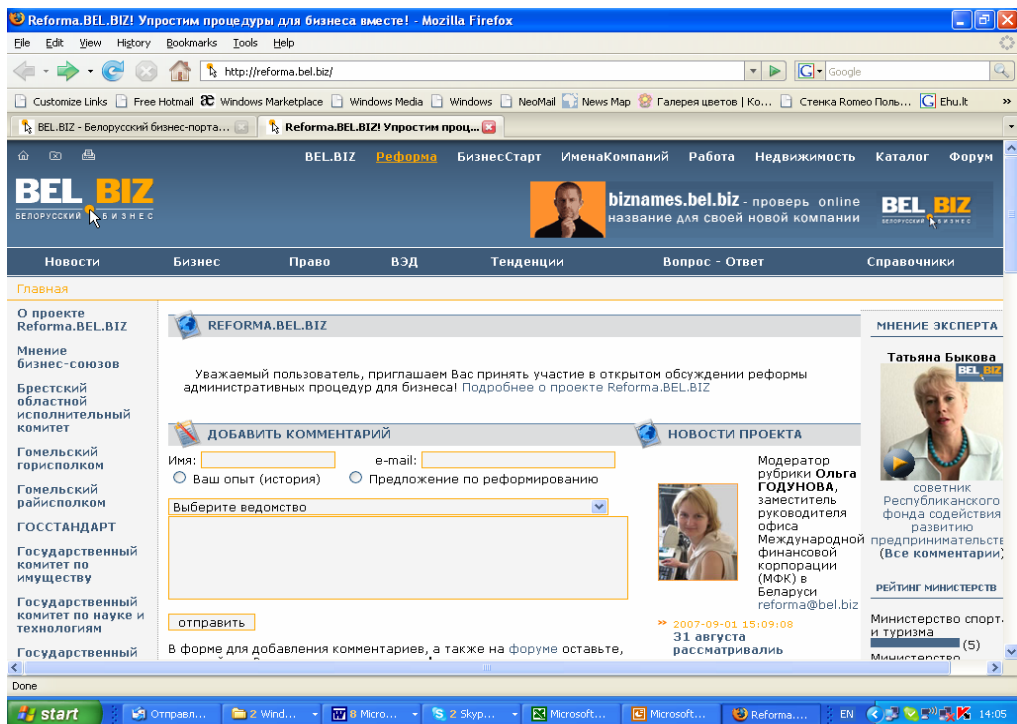 Reforma.BEL.BIZ! Упростим процедуры для бизнеса вместе! - Mozilla Firefox
File Edit View History Bookmarks Tools Help
http://reforma.bel.biz/
Google
Customize Links Free Hotmail Windows Marketplace Windows Media Windows NeoMail News Map Галерея цветов | Ко... Стенка Romeo Поль... Ehu.lt »
BEL.BIZ - Белорусский бизнес-порта... Reforma.BEL.BIZ! Упростим проц...
BEL.BIZ Реформа БизнесСтарт ИменаКомпаний Работа Недвижимость Каталог Форум
BEL BIZ
БЕЛОРУССКИЙ БИЗНЕС
biznames.bel.biz - проверь online
название для своей новой компании
BEL BIZ
БЕЛОРУССКИЙ БИЗНЕС
Новости Бизнес Право ВЭД Тенденции Вопрос - Ответ Справочники
Главная
О проекте
Reforma.BEL.BIZ
Мнение
бизнес-союзов
Брестский
областной
исполнительный
комитет
Гомельский
горисполком
Гомельский
райисполком
ГОССТАНДАРТ
Государственный
комитет по
имуществу
Государственный
комитет по науке и
технологиям
Государственный
REFORMA.BEL.BIZ
Уважаемый пользователь, приглашаем Вас принять участие в открытом обсуждении реформы
административных процедур для бизнеса! Подробнее о проекте Reforma.BEL.BIZ
ДОБАВИТЬ КОММЕНТАРИЙ
Имя: e-mail:
Ваш опыт (история) Предложение по реформированию
Выберите ведомство
отправить
В форме для добавления комментариев, а также на форуме оставьте,
НОВОСТИ ПРОЕКТА
Модератор
рубрики Ольга
ГОДУНОВА,
заместитель
руководителя
офиса
Международной
финансовой
корпорации
(МФК) в
Беларуси
reforma@bel.biz
» 2007-09-01 15:09:08
31 августа
рассматривались
МНЕНИЕ ЭКСПЕРТА
Татьяна Быкова
BEL BIZ
советник
Республиканского
фонда содействия
развитию
предпринимательств
(Все комментарии)
РЕЙТИНГ МИНИСТЕРСТВ
Министерство спорт
и туризма
(5)
Министерство
Done
start Отправл... 2 Wind... 8 Micro... 2 Skyp... Microsoft... Microsoft... Reforma.... EN 14:05